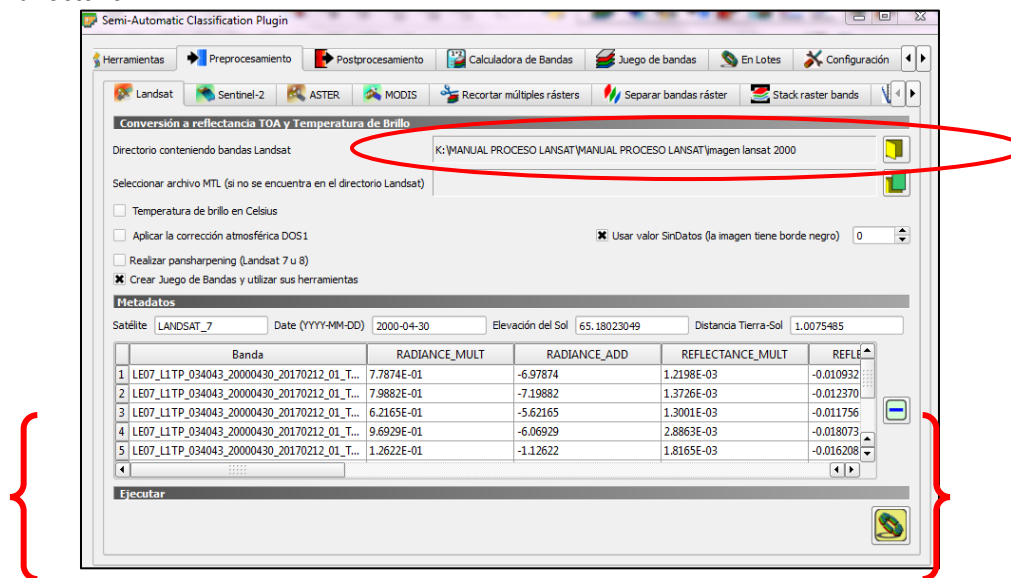 Semi-Automatic Classification Plugin
Herramientas Preprocesamiento Postprocesamiento Calculadora de Bandas Juego de bandas En Lotes Configuración
Landsat Sentinel-2 ASTER MODIS Recortar múltiples rásters Separar bandas ráster Stack raster bands
Conversión a reflectancia TOA y Temperatura de Brillo
Directorio conteniendo bandas Landsat K:\MANUAL PROCESO LANSAT\MANUAL PROCESO LANSAT\imagen lansat 2000
Seleccionar archivo MTL (si no se encuentra en el directorio Landsat)
Temperatura de brillo en Celsius
Aplicar la corrección atmosférica DOS1 Usar valor SinDatos (la imagen tiene borde negro) 0
Realizar pansharpening (Landsat 7 u 8)
Crear Juego de Bandas y utilizar sus herramientas
Metadatos
Satélite LANDSAT_7 Date (YYYY-MM-DD) 2000-04-30 Elevación del Sol 65.18023049 Distancia Tierra-Sol 1.0075485
Banda RADIANCE_MULT RADIANCE_ADD REFLECTANCE_MULT REFLE
1 LE07_L1TP_034043_20000430_20170212_01_T... 7.7874E-01 -6.97874 1.2198E-03 -0.010932
2 LE07_L1TP_034043_20000430_20170212_01_T... 7.9882E-01 -7.19882 1.3726E-03 -0.012370
3 LE07_L1TP_034043_20000430_20170212_01_T... 6.2165E-01 -5.62165 1.3001E-03 -0.011756
4 LE07_L1TP_034043_20000430_20170212_01_T... 9.6929E-01 -6.06929 2.8863E-03 -0.018073
5 LE07_L1TP_034043_20000430_20170212_01_T... 1.2622E-01 -1.12622 1.8165E-03 -0.016208
Ejecutar